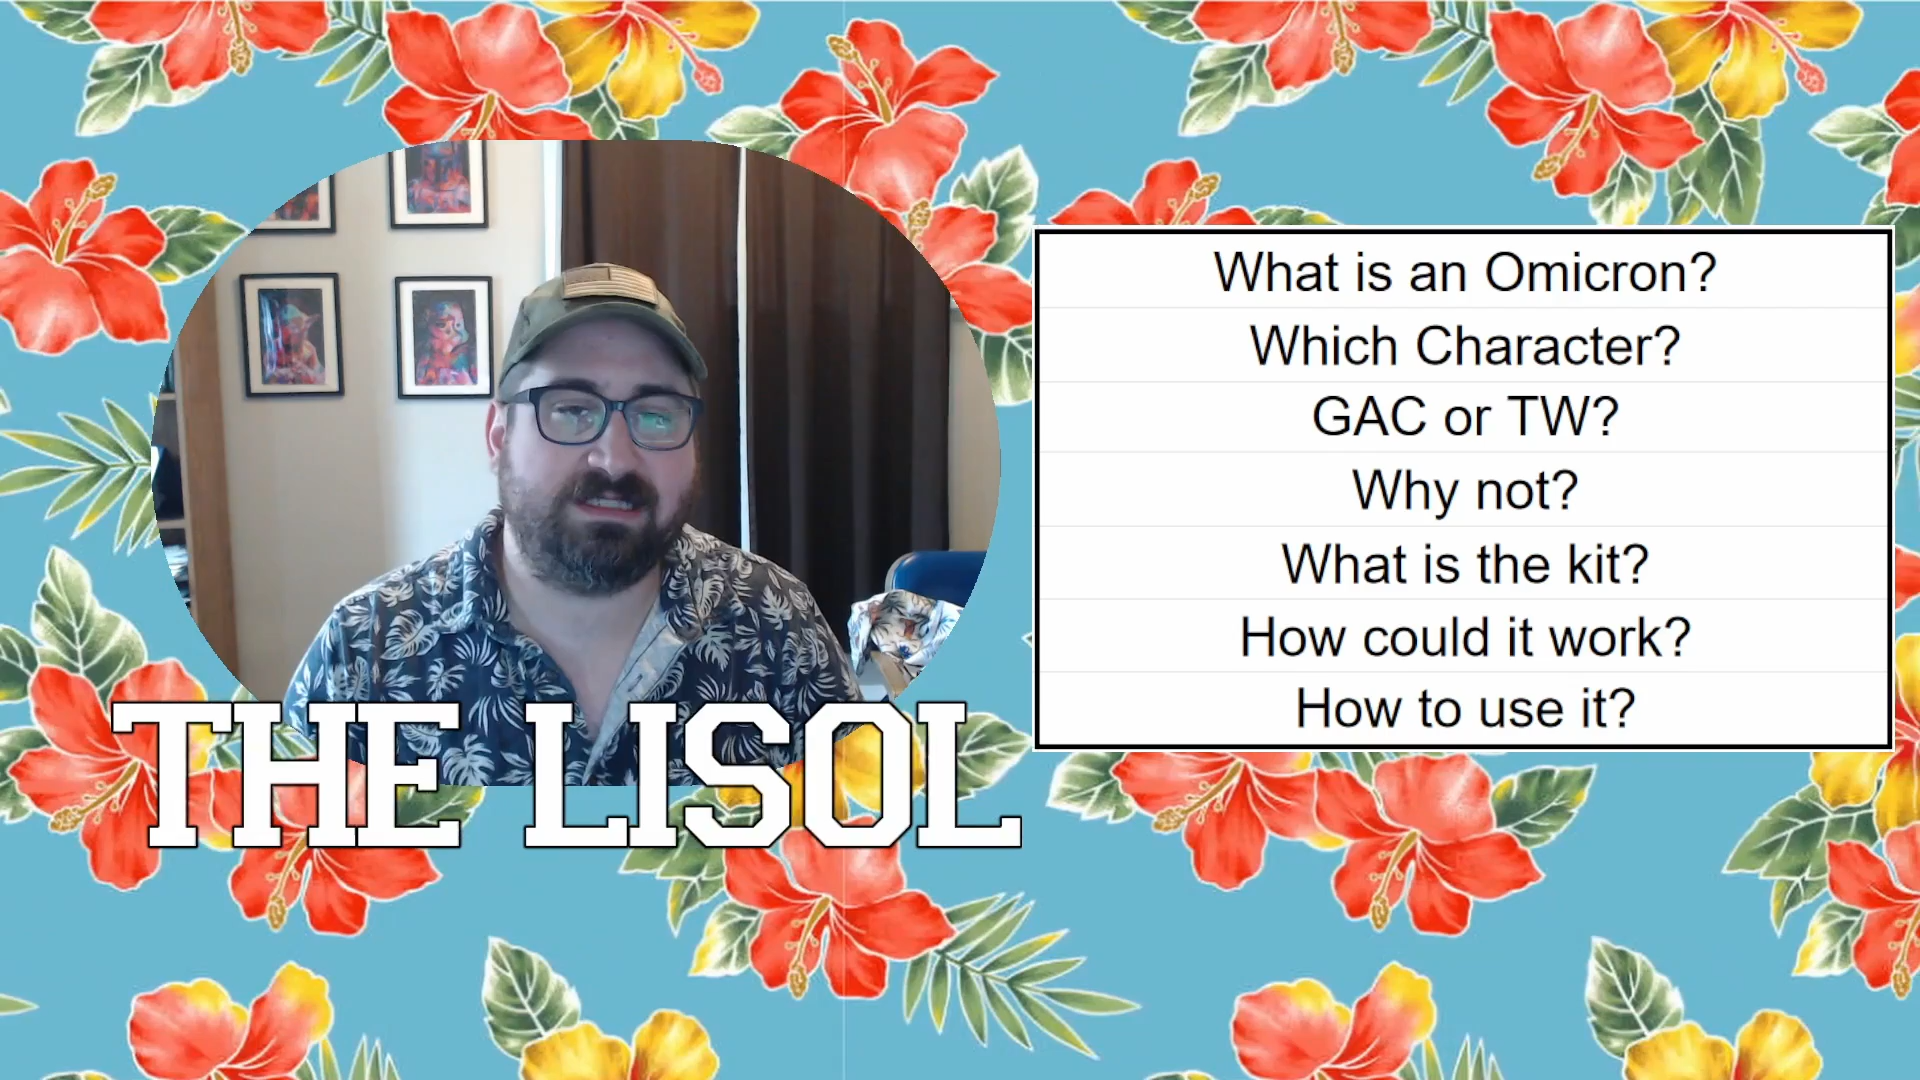 THE LISOL
What is an Omicron?
Which Character?
GAC or TW?
Why not?
What is the kit?
How could it work?
How to use it?